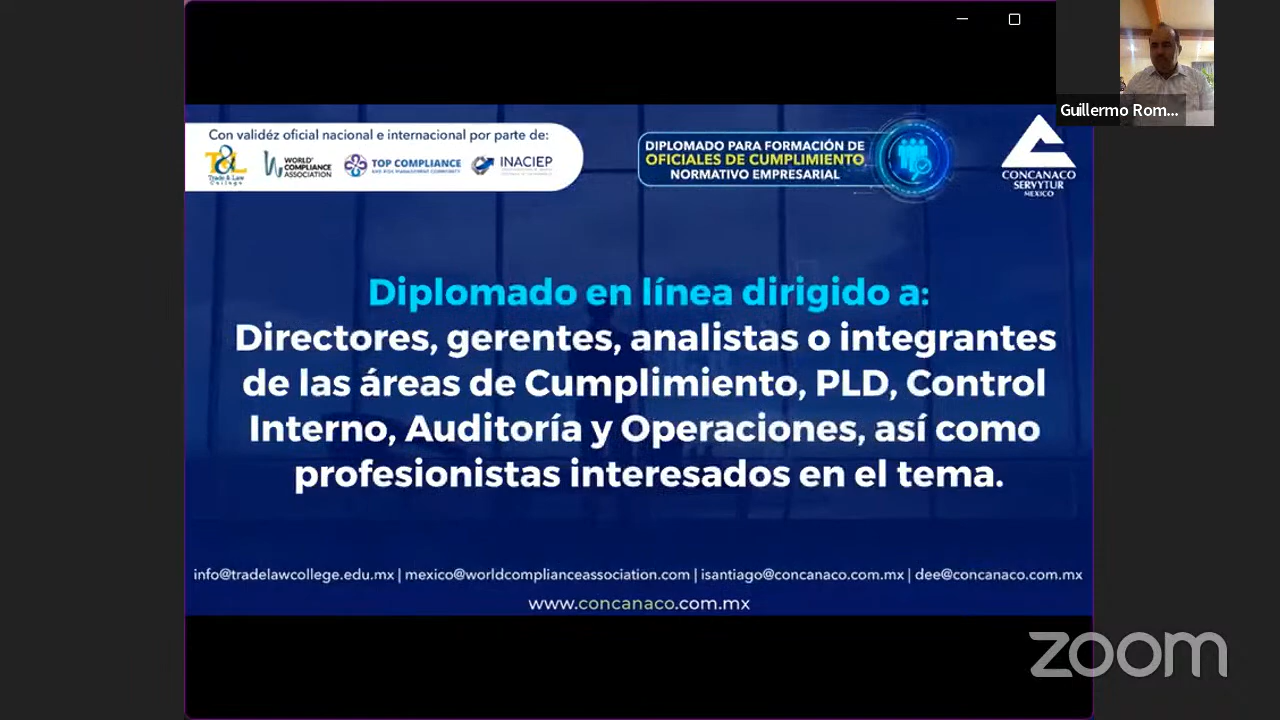 Guillermo Rom...
Con validéz oficial nacional e internacional por parte de:
T&L
Trade & Law
College
WORLD
COMPLIANCE
ASSOCIATION
TOP COMPLIANCE
INACIEP
DIPLOMADO PARA FORMACIÓN DE
OFICIALES DE CUMPLIMIENTO
NORMATIVO EMPRESARIAL
CONCANACO
SERVYTUR
MEXICO
Diplomado en línea dirigido a:
Directores, gerentes, analistas o integrantes
de las áreas de Cumplimiento, PLD, Control
Interno, Auditoría y Operaciones, así como
profesionistas interesados en el tema.
info@tradelawcollege.edu.mx | mexico@worldcomplianceassociation.com | isantiago@concanaco.com.mx | dee@concanaco.com.mx
www.concanaco.com.mx
zoom